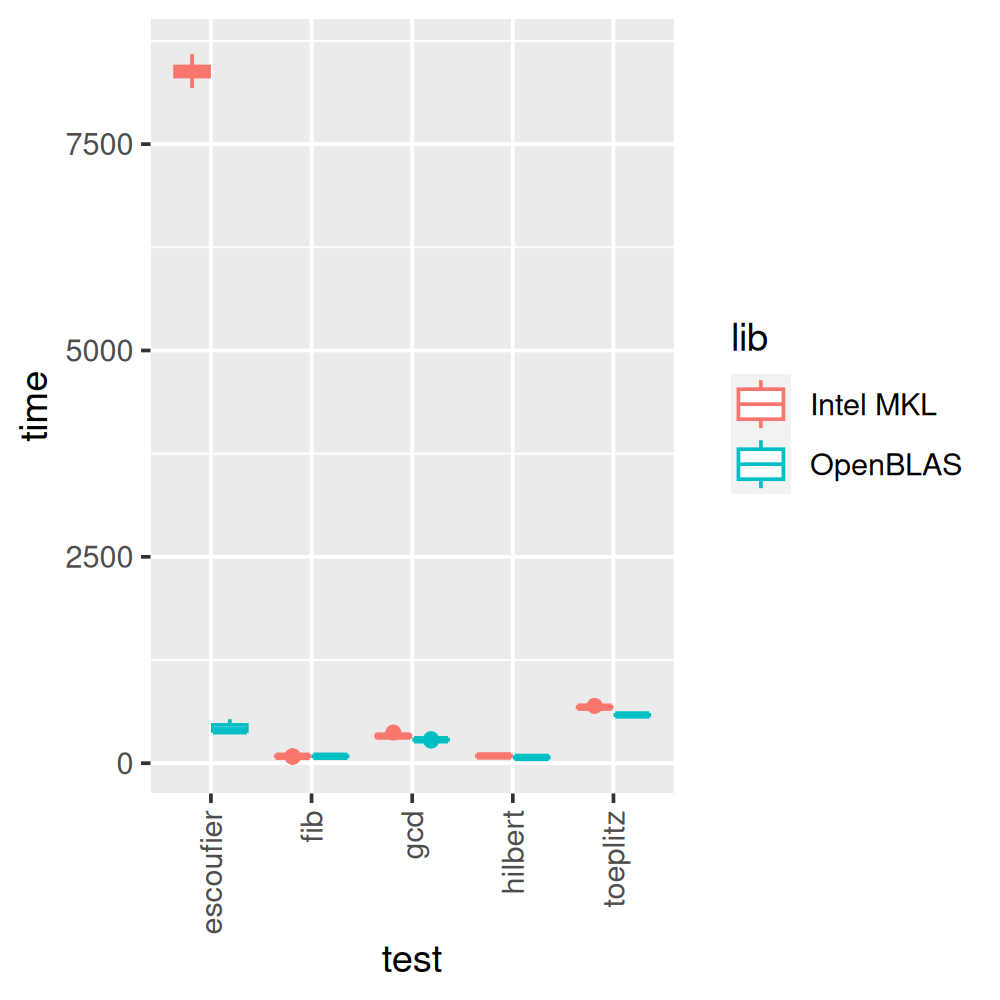 time
7500
5000
2500
0
escoufier
fib
gcd
hilbert
toeplitz
test
lib
Intel MKL
OpenBLAS